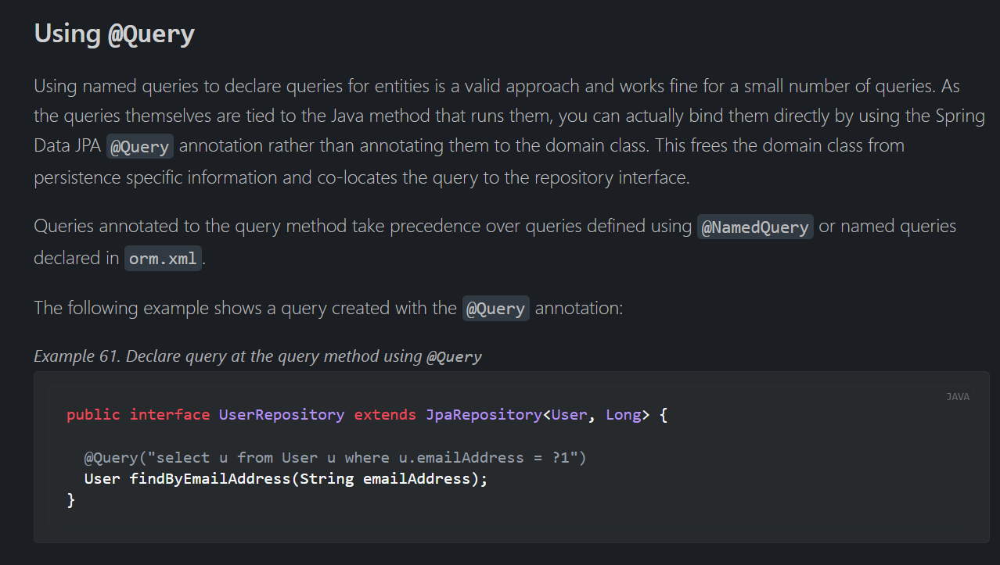 Using @Query
Using named queries to declare queries for entities is a valid approach and works fine for a small number of queries. As
the queries themselves are tied to the Java method that runs them, you can actually bind them directly by using the Spring
Data JPA @Query annotation rather than annotating them to the domain class. This frees the domain class from
persistence specific information and co-locates the query to the repository interface.
Queries annotated to the query method take precedence over queries defined using @NamedQuery or named queries
declared in orm.xml.
The following example shows a query created with the @Query annotation:
Example 61. Declare query at the query method using @Query
JAVA
public interface UserRepository extends JpaRepository<User, Long> {
@Query("select u from User u where u.emailAddress = ?1")
User findByEmailAddress(String emailAddress);
}